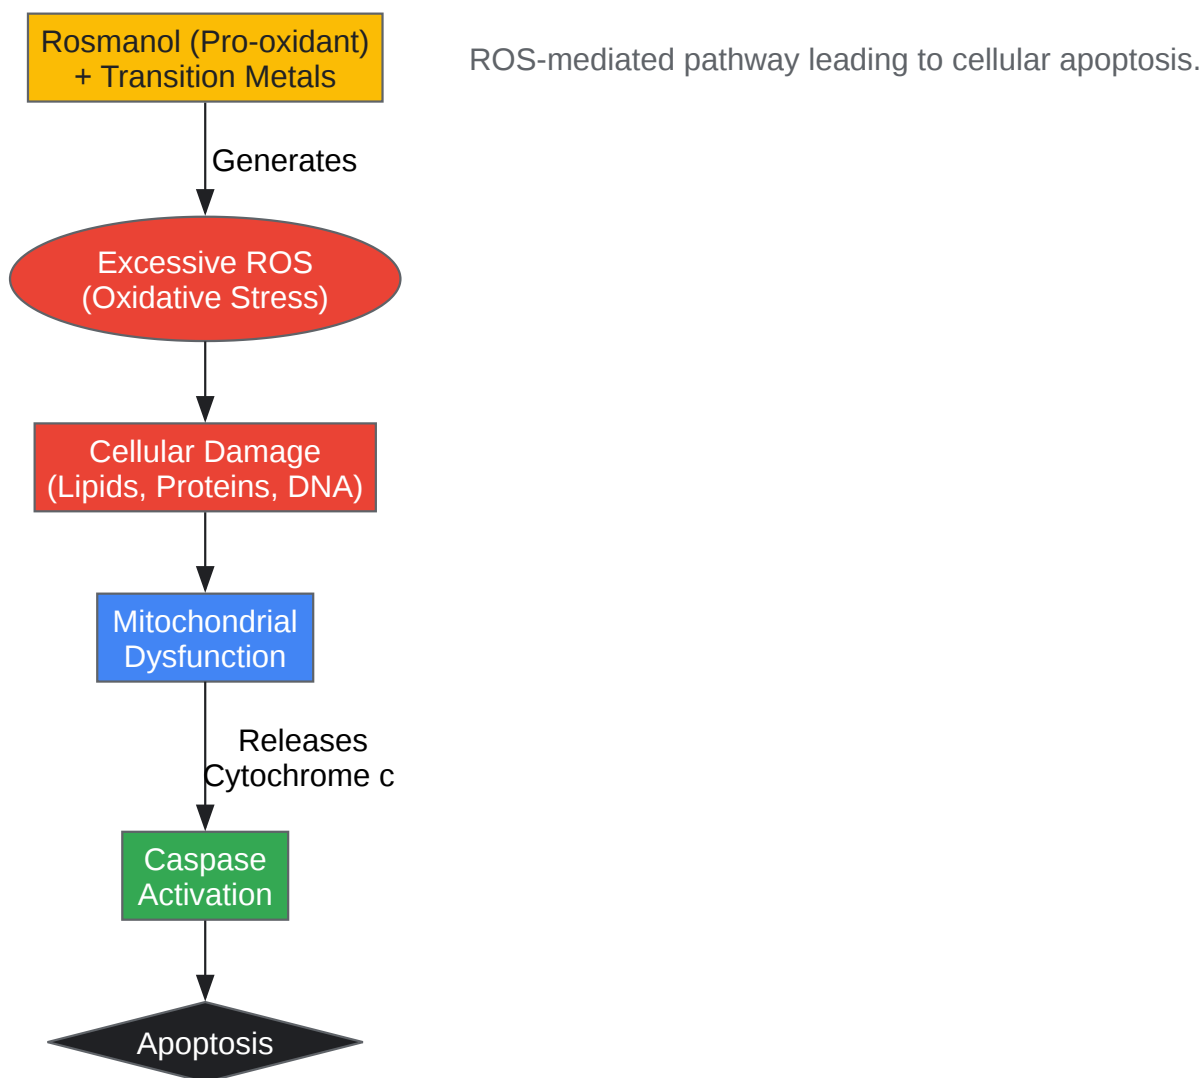 Rosmanol (Pro-oxidant)
+ Transition Metals
ROS-mediated pathway leading to cellular apoptosis.
Generates
Excessive ROS
(Oxidative Stress)
Cellular Damage
(Lipids, Proteins, DNA)
Mitochondrial
Dysfunction
Releases
Cytochrome c
Caspase
Activation
Apoptosis